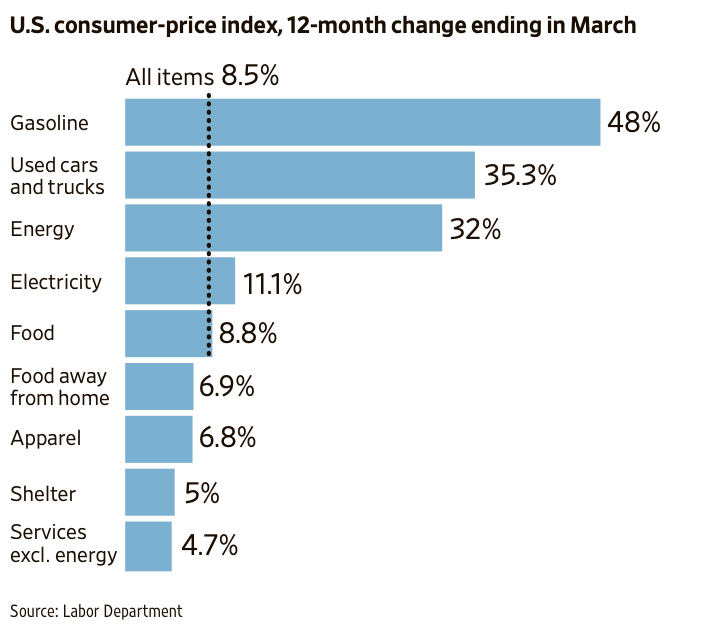 U.S. consumer-price index, 12-month change ending in March
All items 8.5%
Gasoline 48%
Used cars
and trucks 35.3%
Energy 32%
Electricity 11.1%
Food 8.8%
Food away
from home 6.9%
Apparel 6.8%
Shelter 5%
Services
excl. energy 4.7%
Source: Labor Department